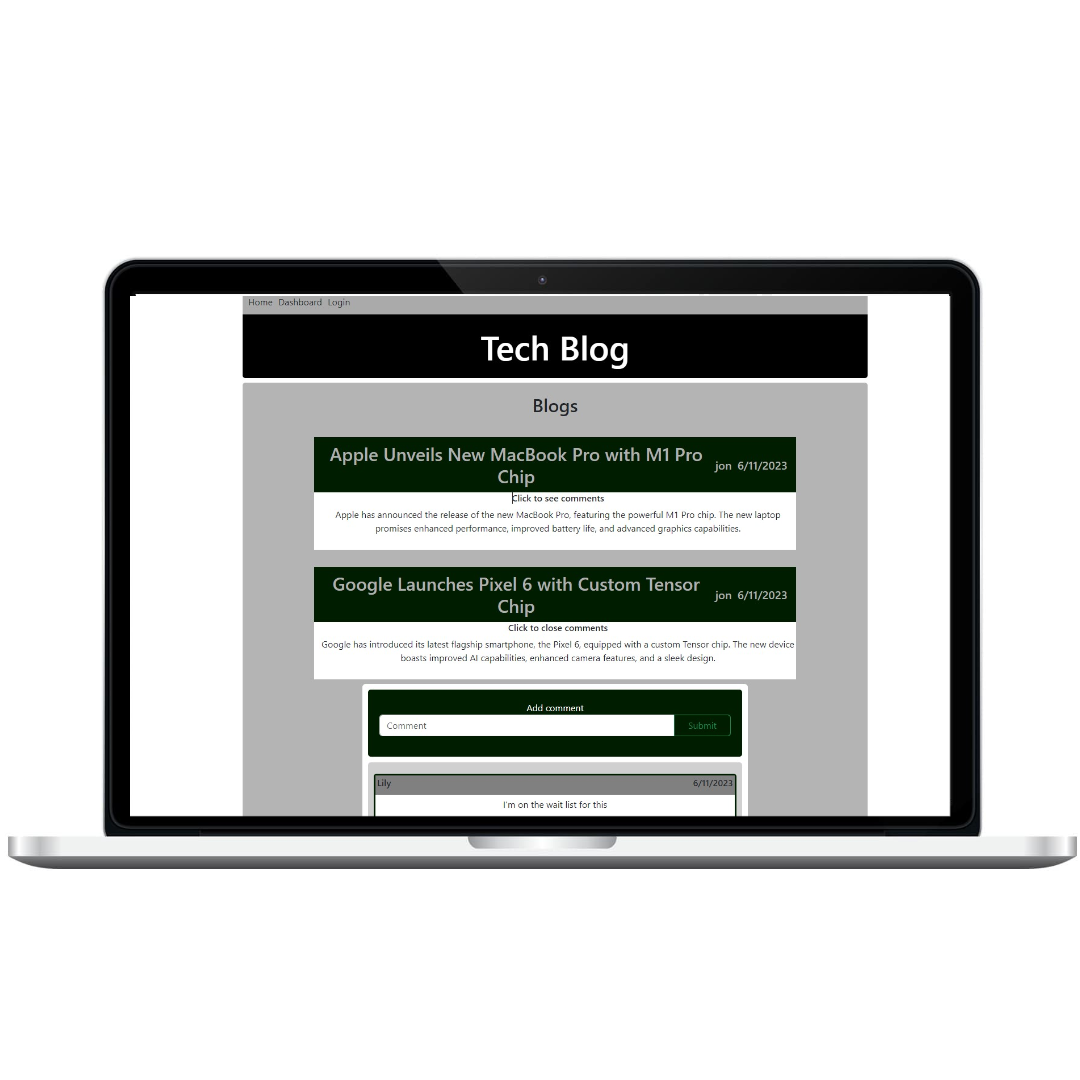 Home Dashboard Login
Tech Blog
Blogs
Apple Unveils New MacBook Pro with M1 Pro
Chip
jon 6/11/2023
Click to see comments
Apple has announced the release of the new MacBook Pro, featuring the powerful M1 Pro chip. The new laptop
promises enhanced performance, improved battery life, and advanced graphics capabilities.
Google Launches Pixel 6 with Custom Tensor
Chip
jon 6/11/2023
Click to close comments
Google has introduced its latest flagship smartphone, the Pixel 6, equipped with a custom Tensor chip. The new device
boasts improved AI capabilities, enhanced camera features, and a sleek design.
Add comment
Comment
Submit
Lily 6/11/2023
I'm on the wait list for this